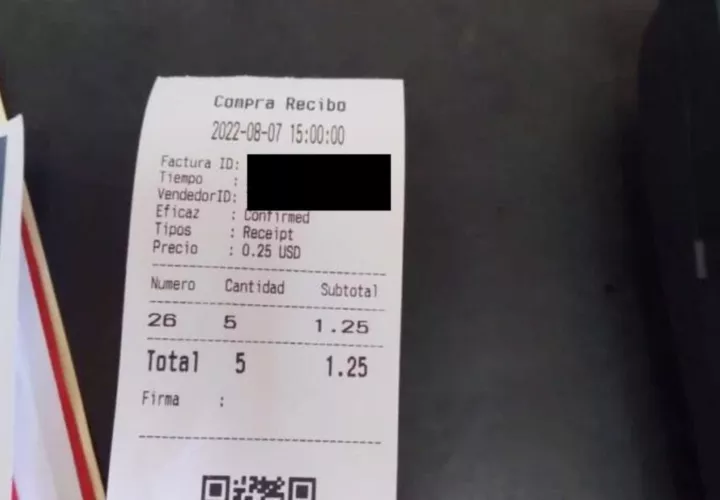 Compra Recibo
2022-08-07 15:00:00
Factura ID:
Tiempo :
VendedorID:
Eficaz : Confirmed
Tipos : Receipt
Precio : 0.25 USD
Numero Cantidad Subtotal
26 5 1.25
Total 5 1.25
Firma :